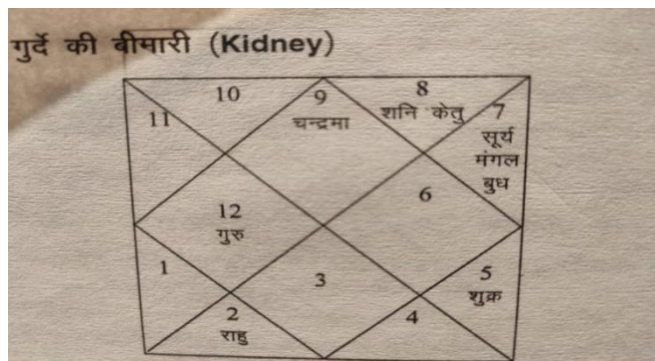 गुर्दे की बीमारी (Kidney)
10
9
8
चन्द्रमा
शनि केतु
11
7
सूर्य
मंगल
बुध
12
गुरु
6
1
3
5
शुक्र
2
राहु
4